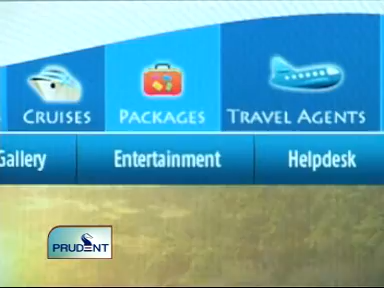 CRUISES PACKAGES TRAVEL AGENTS
Gallery Entertainment Helpdesk
PRUDENT